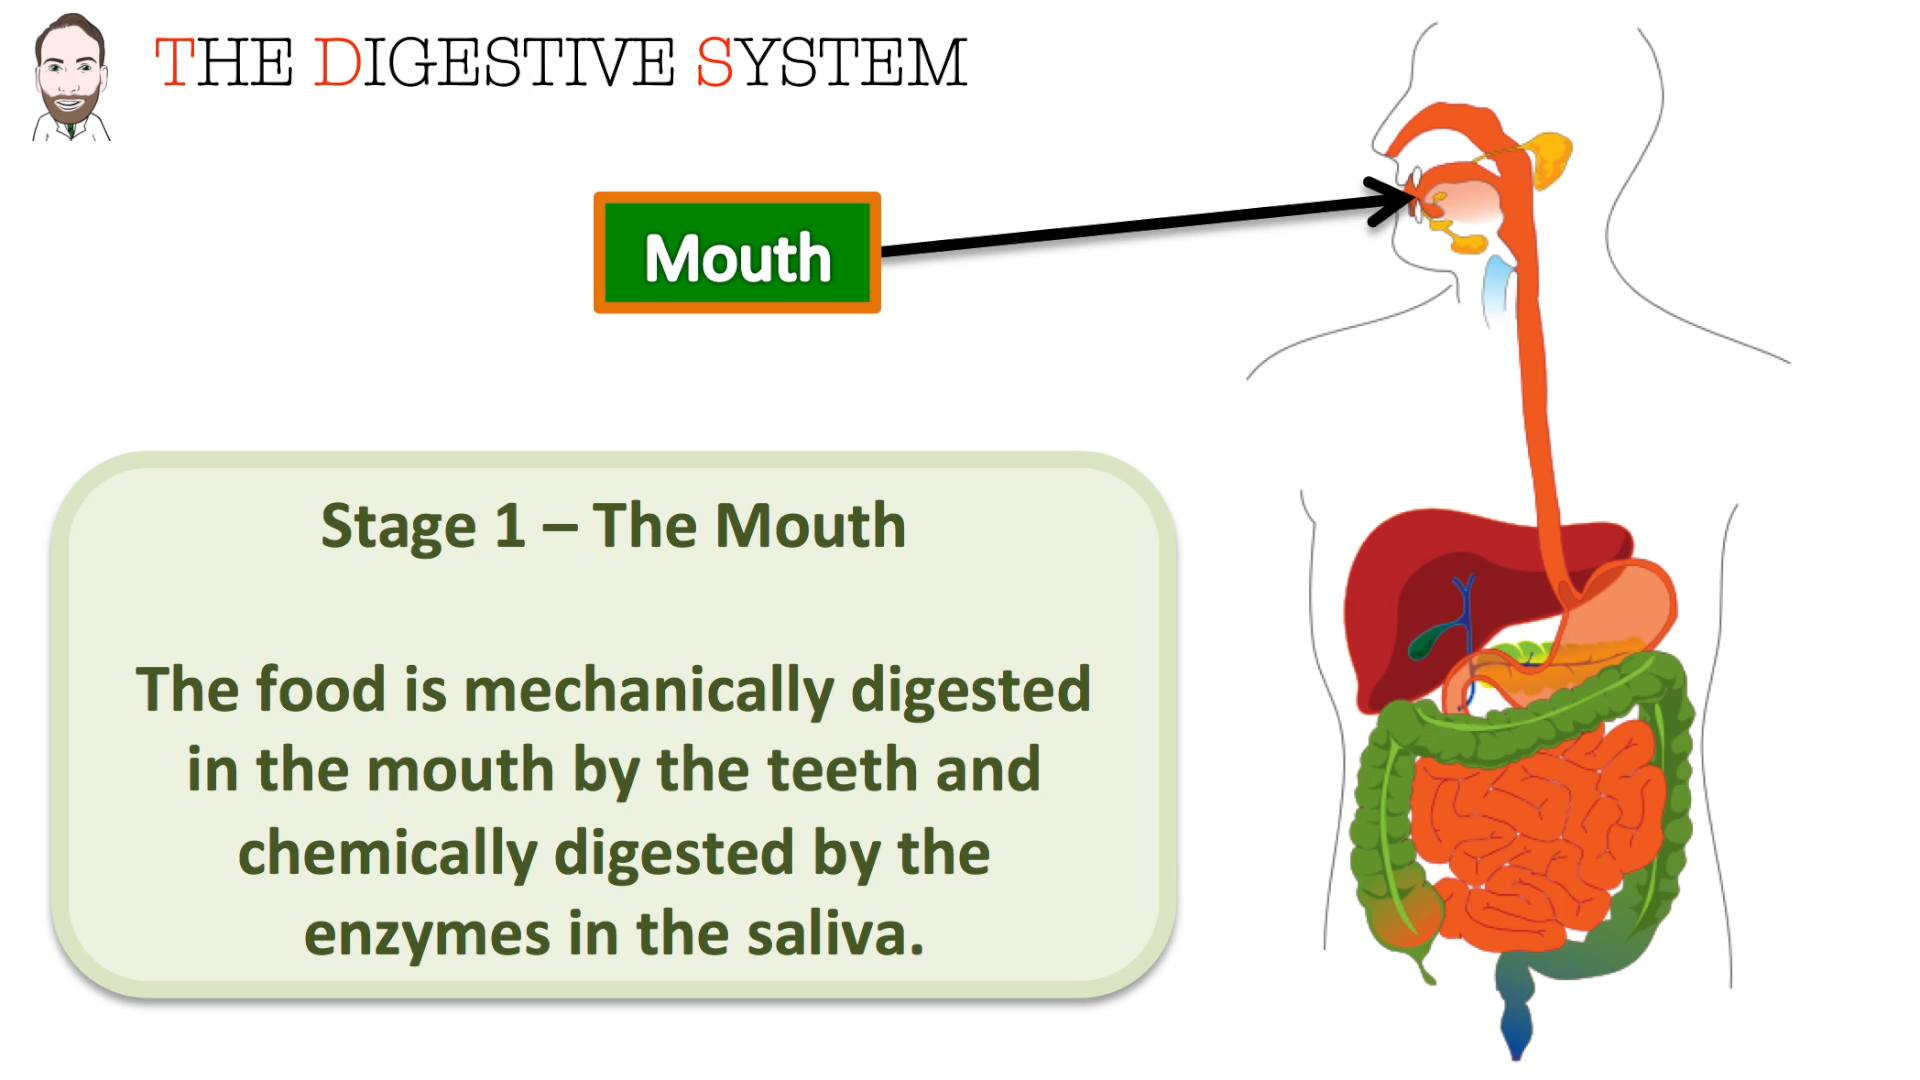 THE DIGESTIVE SYSTEM
Mouth
Stage 1 – The Mouth
The food is mechanically digested
in the mouth by the teeth and
chemically digested by the
enzymes in the saliva.